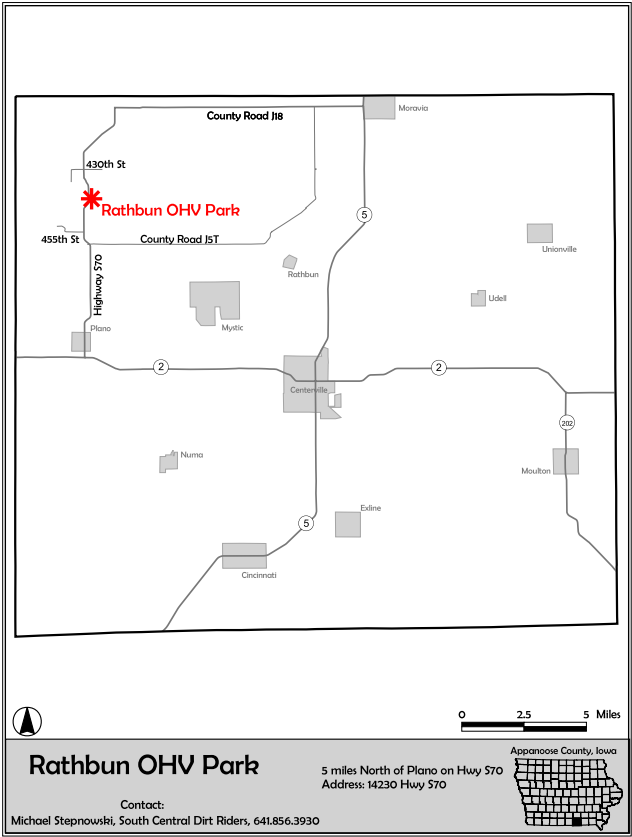 Moravia
County Road J18
430th St
Rathbun OHV Park
5
455th St
County Road J5T
Unionville
Highway S70
Rathbun
Udell
Plano
Mystic
2
2
Centerville
202
Numa
Moulton
Exline
5
Cincinnati
0 2.5 5 Miles
Rathbun OHV Park
5 miles North of Plano on Hwy S70
Address: 14230 Hwy S70
Contact:
Michael Stepnowski, South Central Dirt Riders, 641.856.3930
Appanoose County, Iowa